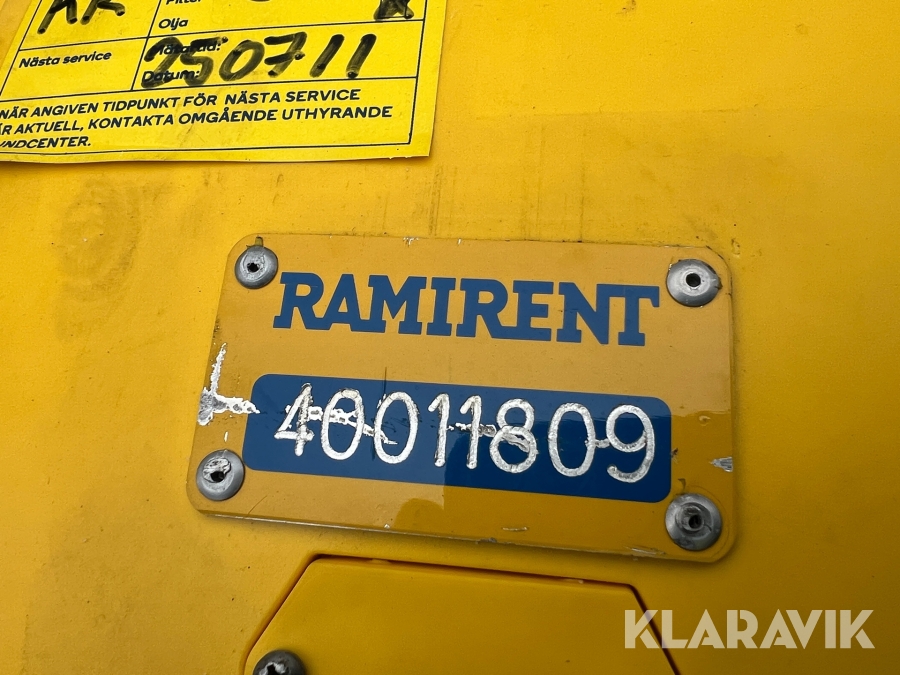 Olja
Nästa service
Datum:
250711
NÄR ANGIVEN TIDPUNKT FÖR NÄSTA SERVICE
ÄR AKTUELL, KONTAKTA OMGÅENDE UTHYRANDE
RAMIRENT
40011809
KLARAVIK